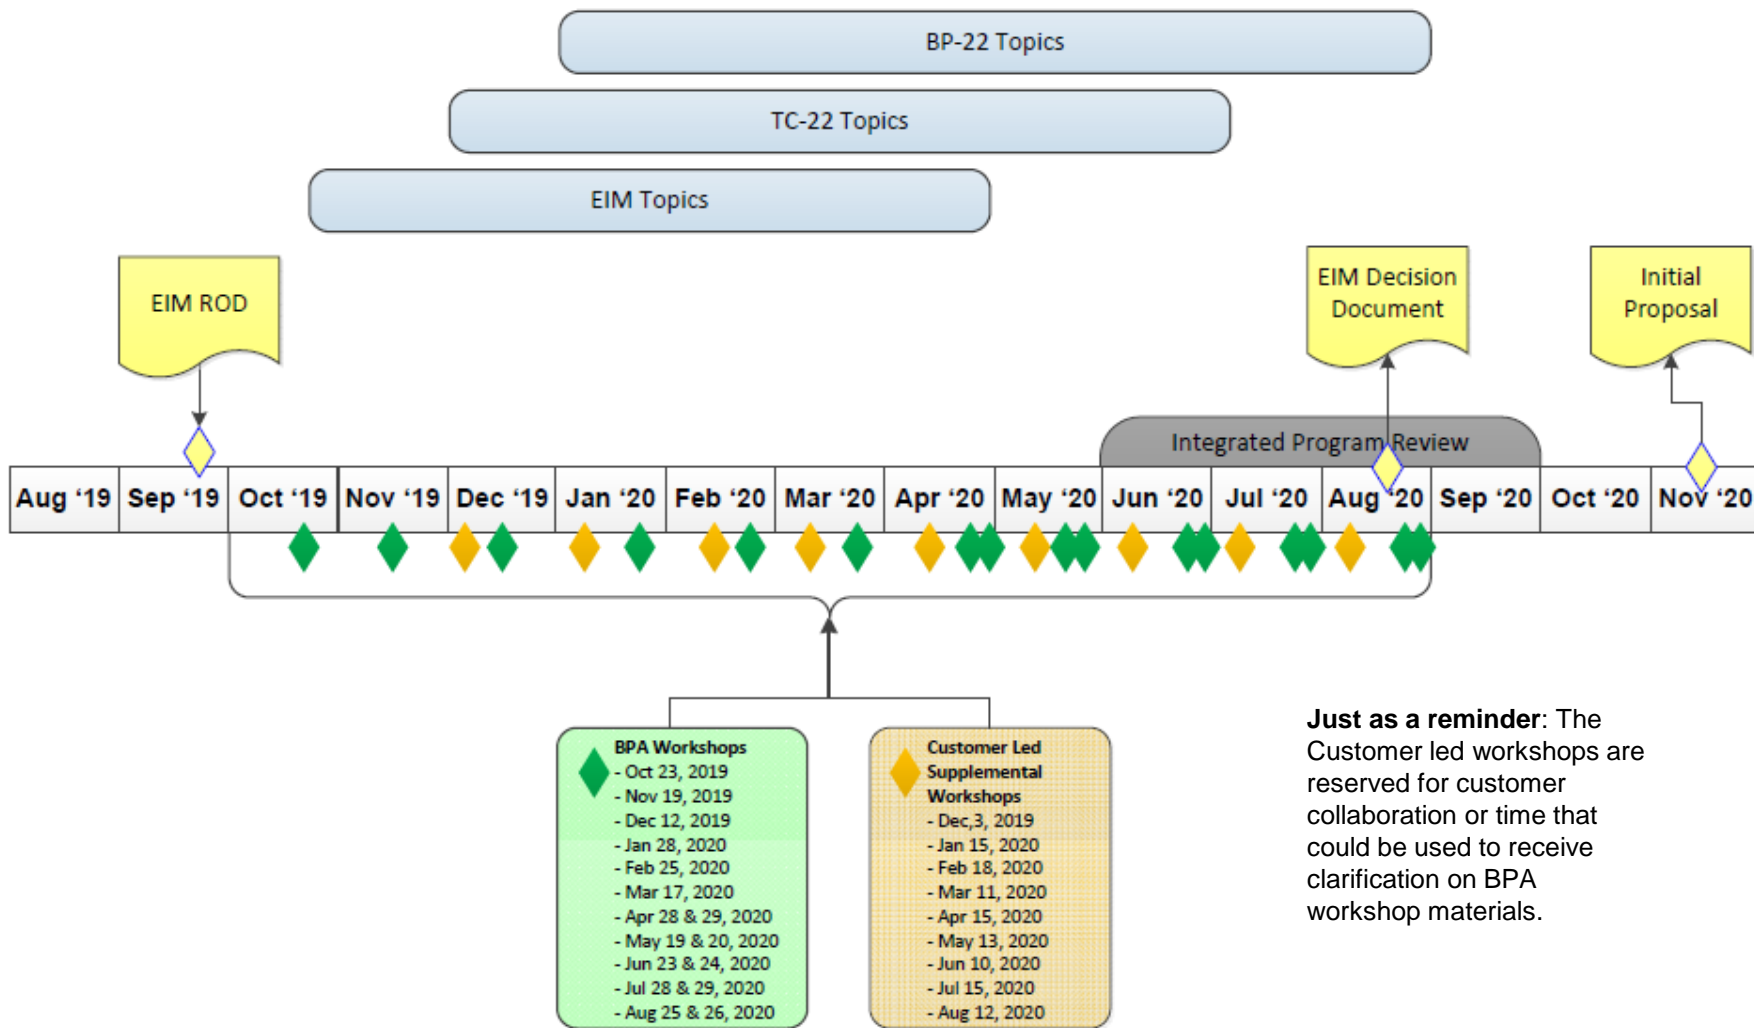 BP-22 Topics
TC-22 Topics
EIM Topics
EIM ROD
EIM Decision
Document
Initial
Proposal
Integrated Program Review
Aug ‘19
Sep ‘19
Oct ‘19
Nov ‘19
Dec ‘19
Jan ‘20
Feb ‘20
Mar ‘20
Apr ‘20
May ‘20
Jun ‘20
Jul ‘20
Aug ‘20
Sep ‘20
Oct ‘20
Nov ‘20
BPA Workshops
- Oct 23, 2019
- Nov 19, 2019
- Dec 12, 2019
- Jan 28, 2020
- Feb 25, 2020
- Mar 17, 2020
- Apr 28 & 29, 2020
- May 19 & 20, 2020
- Jun 23 & 24, 2020
- Jul 28 & 29, 2020
- Aug 25 & 26, 2020
Customer Led
Supplemental
Workshops
- Dec,3, 2019
- Jan 15, 2020
- Feb 18, 2020
- Mar 11, 2020
- Apr 15, 2020
- May 13, 2020
- Jun 10, 2020
- Jul 15, 2020
- Aug 12, 2020
Just as a reminder: The
Customer led workshops are
reserved for customer
collaboration or time that
could be used to receive
clarification on BPA
workshop materials.